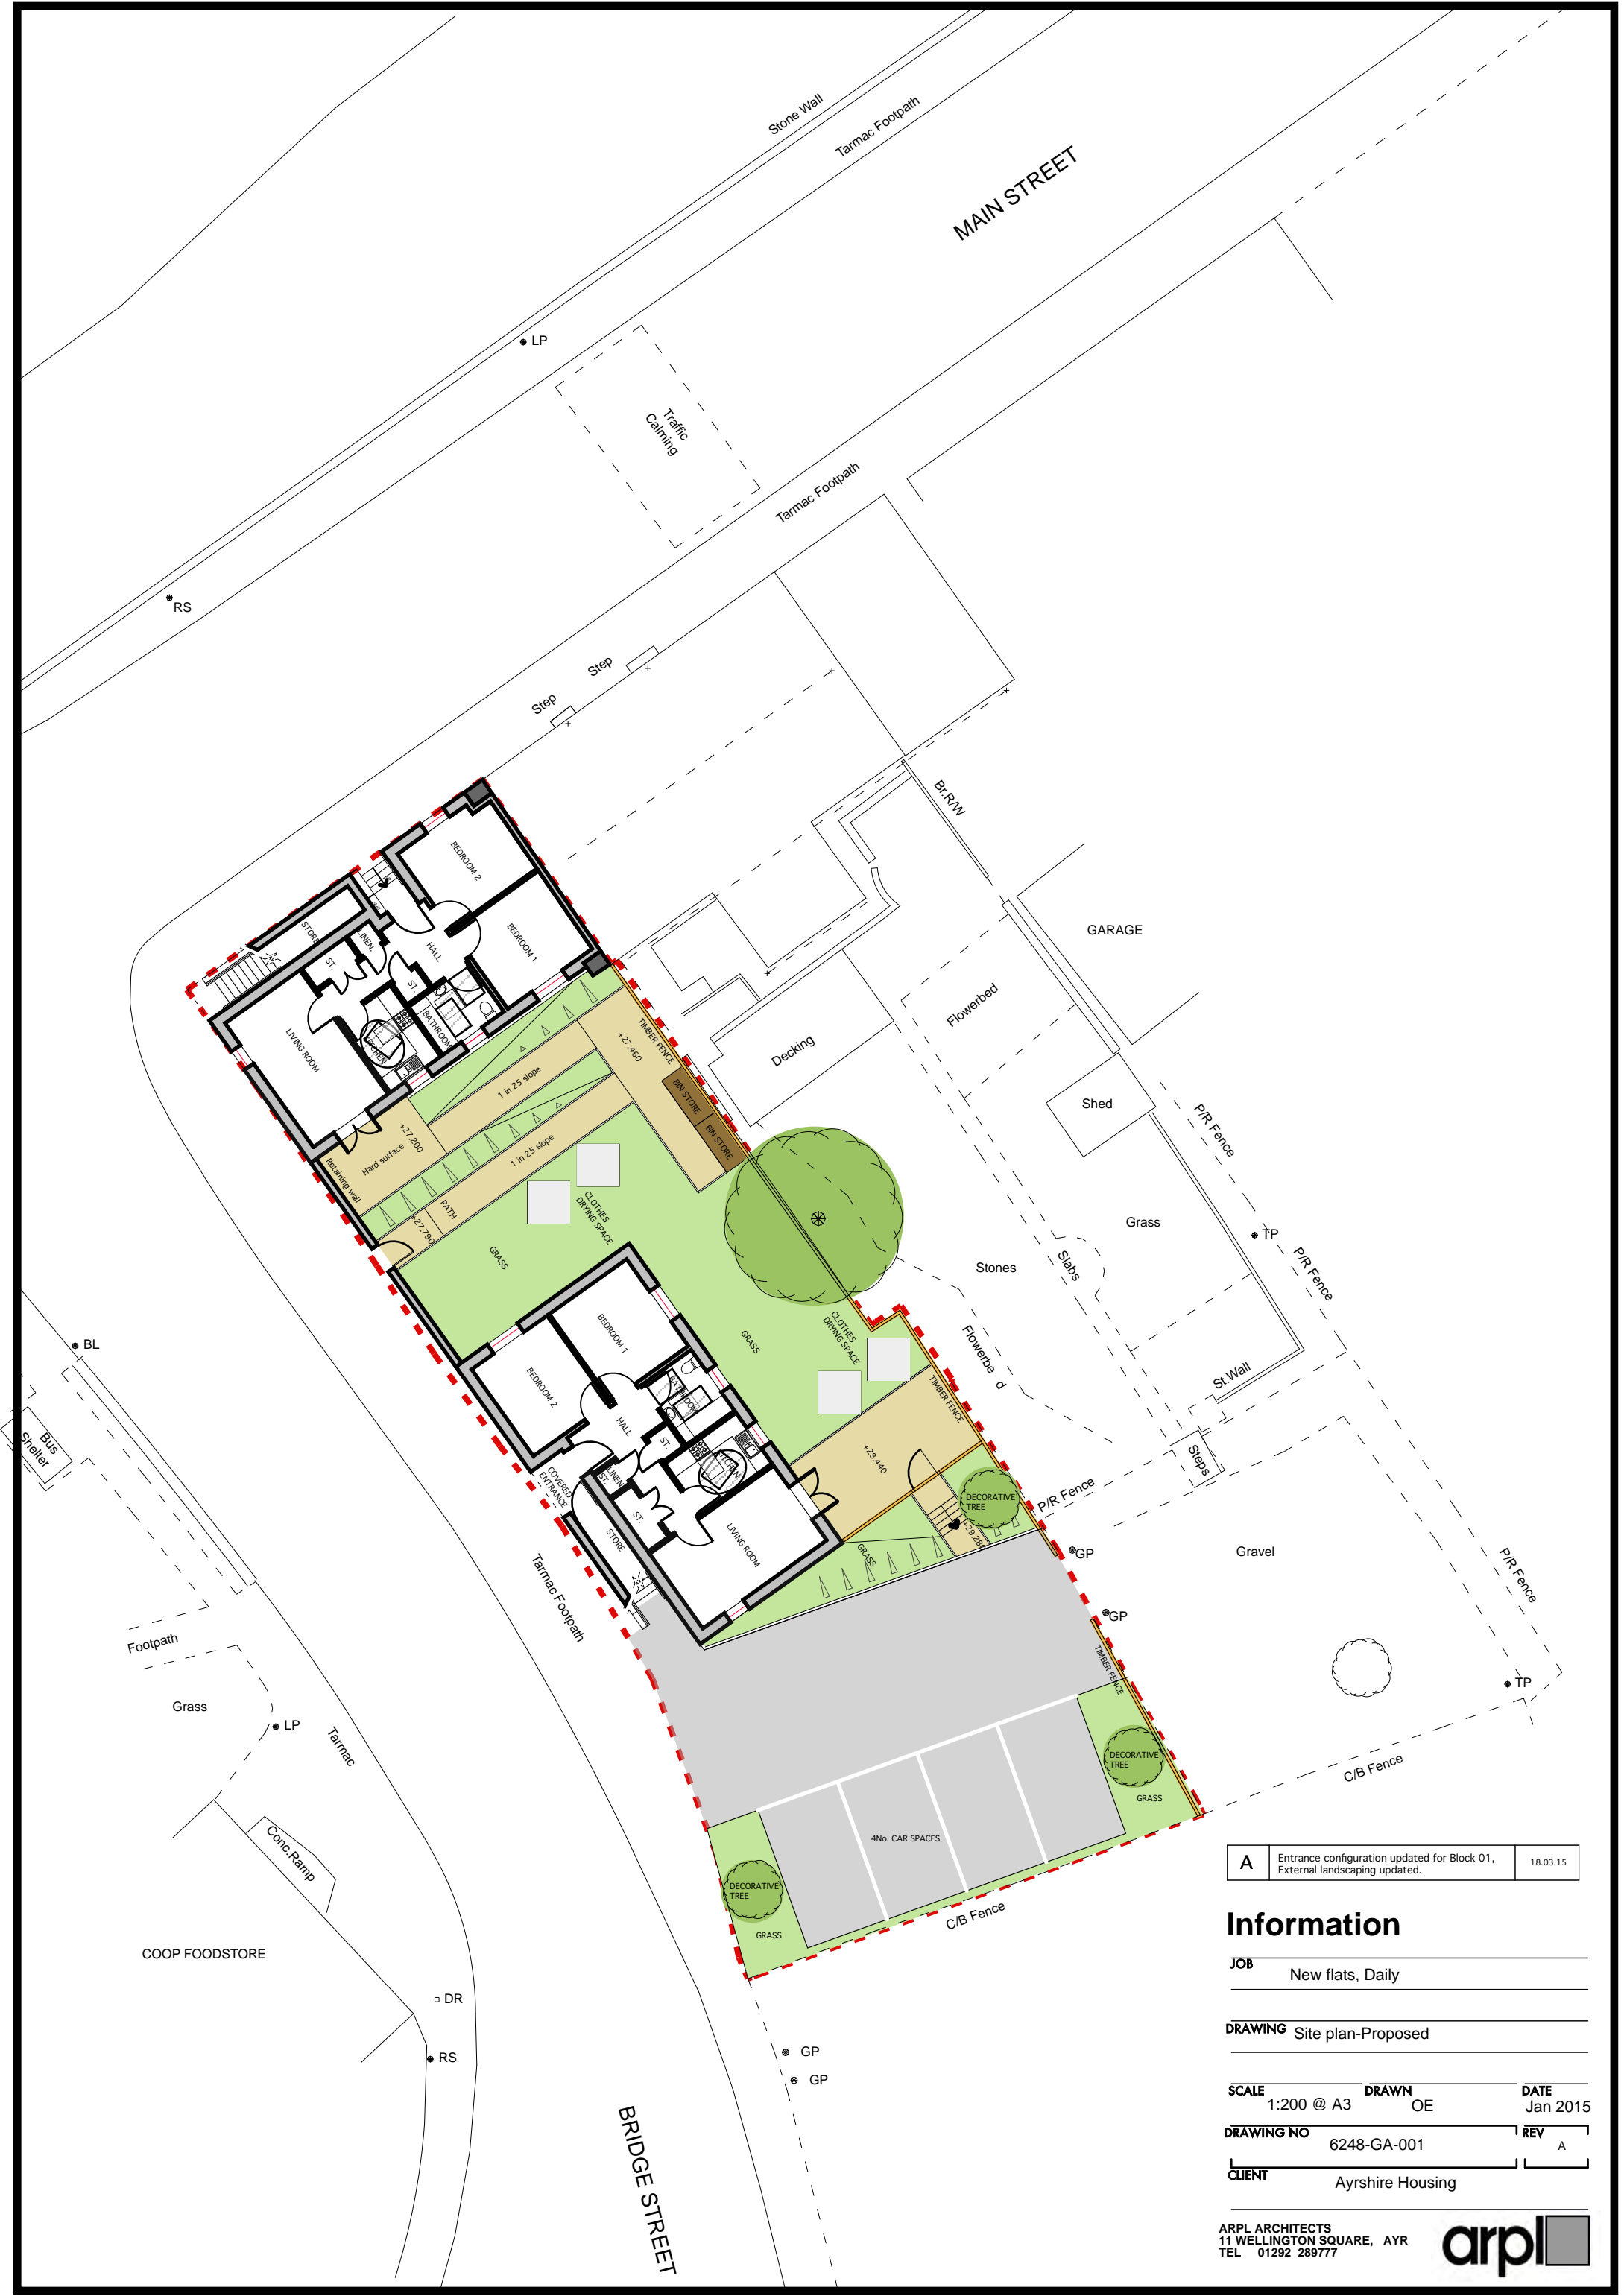 Stone Wall
Tarmac Footpath
MAIN STREET
LP
Traffic
Calming
Tarmac Footpath
RS
Step
Step
Br.R/W
BEDROOM 2
STORE
LINEN.
ST.
HALL
BEDROOM 1
ST.
LIVING ROOM
BATHROOM
GARAGE
Flowerbed
Decking
Shed
P/R Fence
TIMBER FENCE
+27.460
1 in 25 slope
BIN STORE
BIN STORE
+27.200
Hard surface
Retaining wall
1 in 25 slope
PATH
+27.790
CLOTHES
DRYING SPACE
GRASS
Grass
TP
Slabs
Stones
P/R Fence
BEDROOM 1
BEDROOM 2
GRASS
CLOTHES
DRYING SPACE
Flowerbe d
BL
Bus
Shelter
St.Wall
TIMBER FENCE
BATHROOM
HALL
ST.
COVERED
ENTRANCE
LINEN
ST.
ST.
STORE
LIVING ROOM
+28.440
Steps
P/R Fence
DECORATIVE
TREE
+29.280
GRASS
GP
Gravel
P/R Fence
Tarmac Footpath
GP
Footpath
TIMBER FENCE
TP
Grass
LP
Tarmac
DECORATIVE
TREE
C/B Fence
GRASS
4No. CAR SPACES
Conc.Ramp
DECORATIVE
TREE
C/B Fence
GRASS
COOP FOODSTORE
DR
RS
GP
GP
BRIDGE STREET
A
Entrance configuration updated for Block 01,
External landscaping updated.
18.03.15
Information
JOB New flats, Daily
DRAWING Site plan-Proposed
SCALE 1:200 @ A3 DRAWN OE DATE Jan 2015
DRAWING NO 6248-GA-001 REV A
CLIENT Ayrshire Housing
ARPL ARCHITECTS
11 WELLINGTON SQUARE, AYR
TEL 01292 289777
arpl